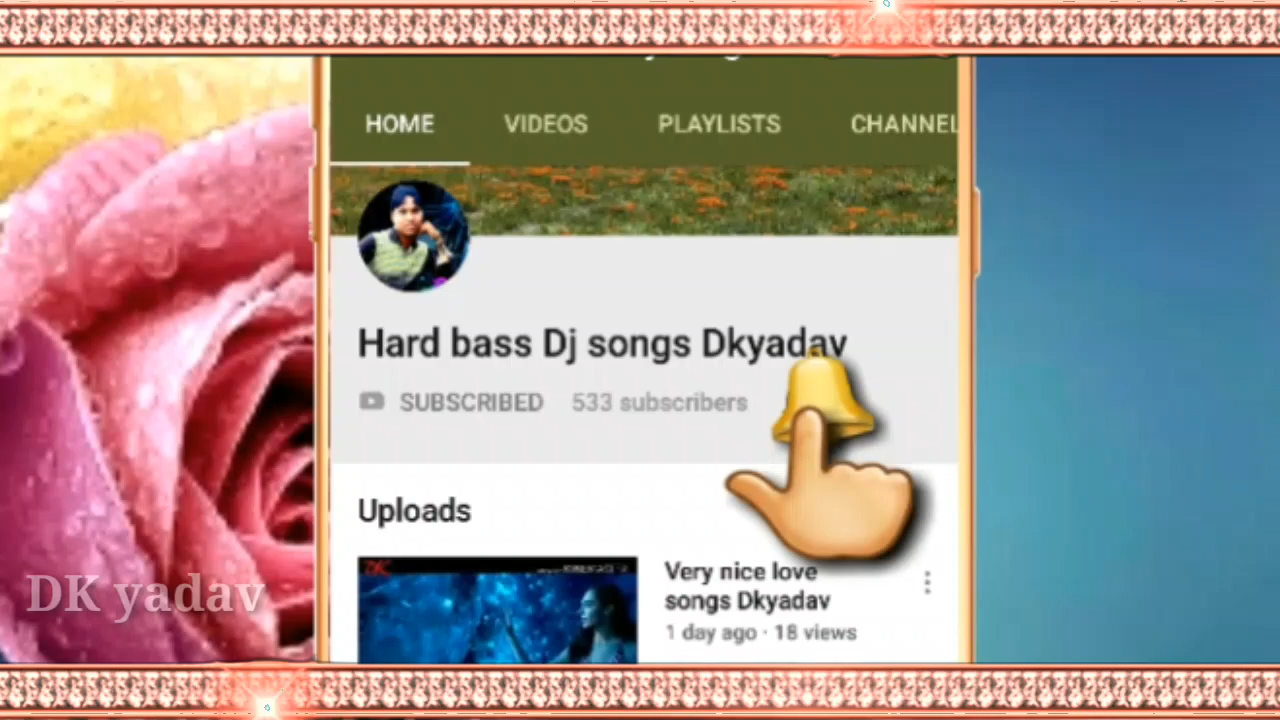 HOME VIDEOS PLAYLISTS CHANNEL
Hard bass Dj songs Dkyadav
SUBSCRIBED 533 subscribers
Uploads
DK
Very nice love
songs Dkyadav
1 day ago · 18 views
DK yadav